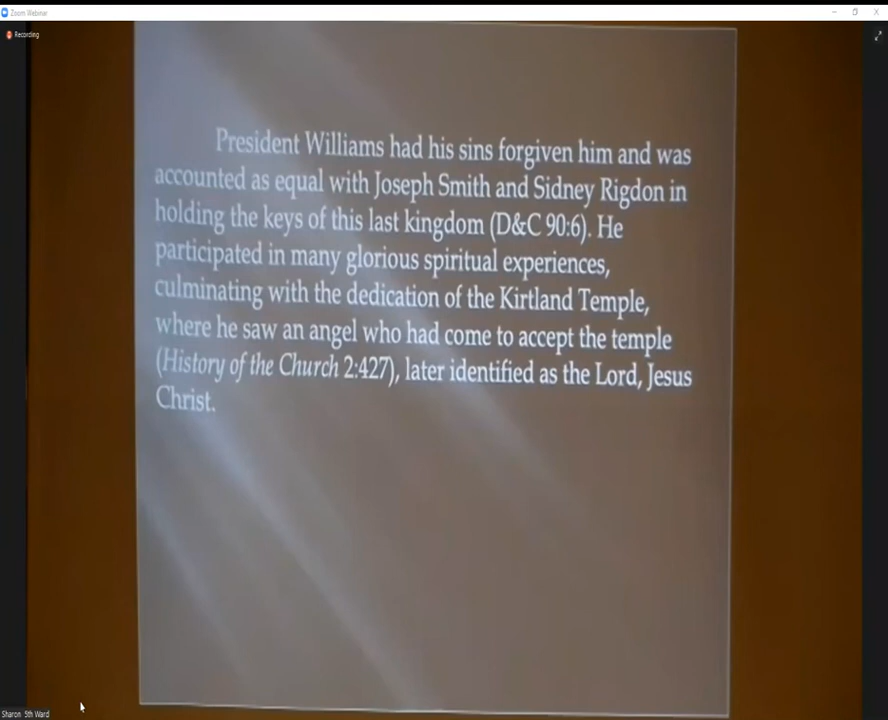 Zoom Webinar
Recording
President Williams had his sins forgiven him and was
accounted as equal with Joseph Smith and Sidney Rigdon in
holding the keys of this last kingdom (D&C 90:6). He
participated in many glorious spiritual experiences,
culminating with the dedication of the Kirtland Temple,
where he saw an angel who had come to accept the temple
(History of the Church 2:427), later identified as the Lord, Jesus
Christ.
Sharon 5th Ward